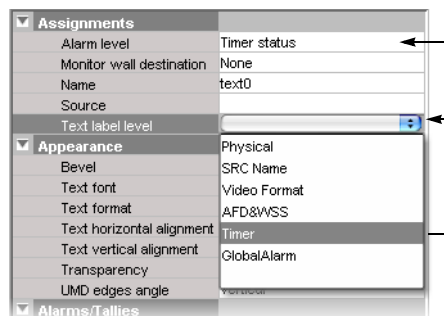 Assignments
Alarm level Timer status
Monitor wall destination None
Name text0
Source
Text label level
Appearance Physical
Bevel SRC Name
Text font Video Format
Text format AFD&WSS
Text horizontal alignment Timer
Text vertical alignment GlobalAlarm
Transparency
UMD edges angle Vertical
Alarms/Tallies